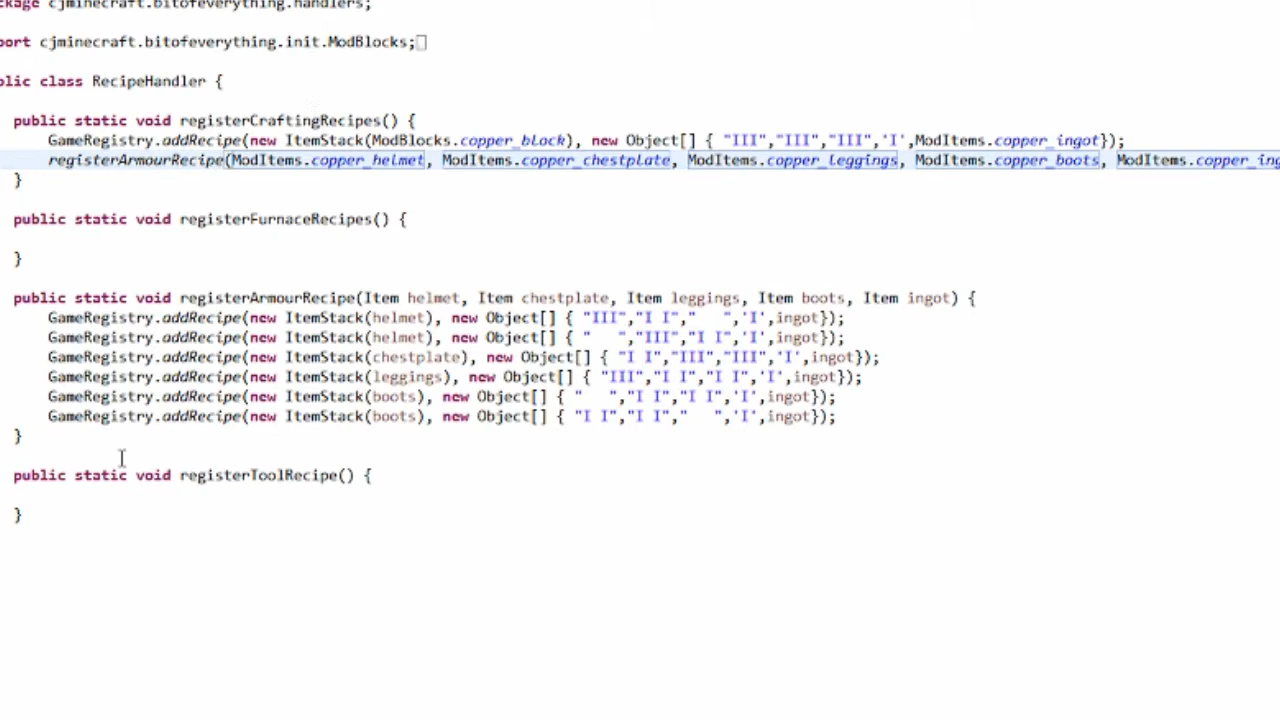 ckage cjminecraft.bitofeverything.handlers;
port cjminecraft.bitofeverything.init.ModBlocks;
blic class RecipeHandler {
public static void registerCraftingRecipes() {
GameRegistry.addRecipe(new ItemStack(ModBlocks.copper_block), new Object[] { "III","III","III",'I',ModItems.copper_ingot});
registerArmourRecipe(ModItems.copper_helmet, ModItems.copper_chestplate, ModItems.copper_leggings, ModItems.copper_boots, ModItems.copper_ing
}
public static void registerFurnaceRecipes() {
}
public static void registerArmourRecipe(Item helmet, Item chestplate, Item leggings, Item boots, Item ingot) {
GameRegistry.addRecipe(new ItemStack(helmet), new Object[] { "III","I I","   ",'I',ingot});
GameRegistry.addRecipe(new ItemStack(helmet), new Object[] { "   ","III","I I",'I',ingot});
GameRegistry.addRecipe(new ItemStack(chestplate), new Object[] { "I I","III","III",'I',ingot});
GameRegistry.addRecipe(new ItemStack(leggings), new Object[] { "III","I I","I I",'I',ingot});
GameRegistry.addRecipe(new ItemStack(boots), new Object[] { "   ","I I","I I",'I',ingot});
GameRegistry.addRecipe(new ItemStack(boots), new Object[] { "I I","I I","   ",'I',ingot});
}
public static void registerToolRecipe() {
}